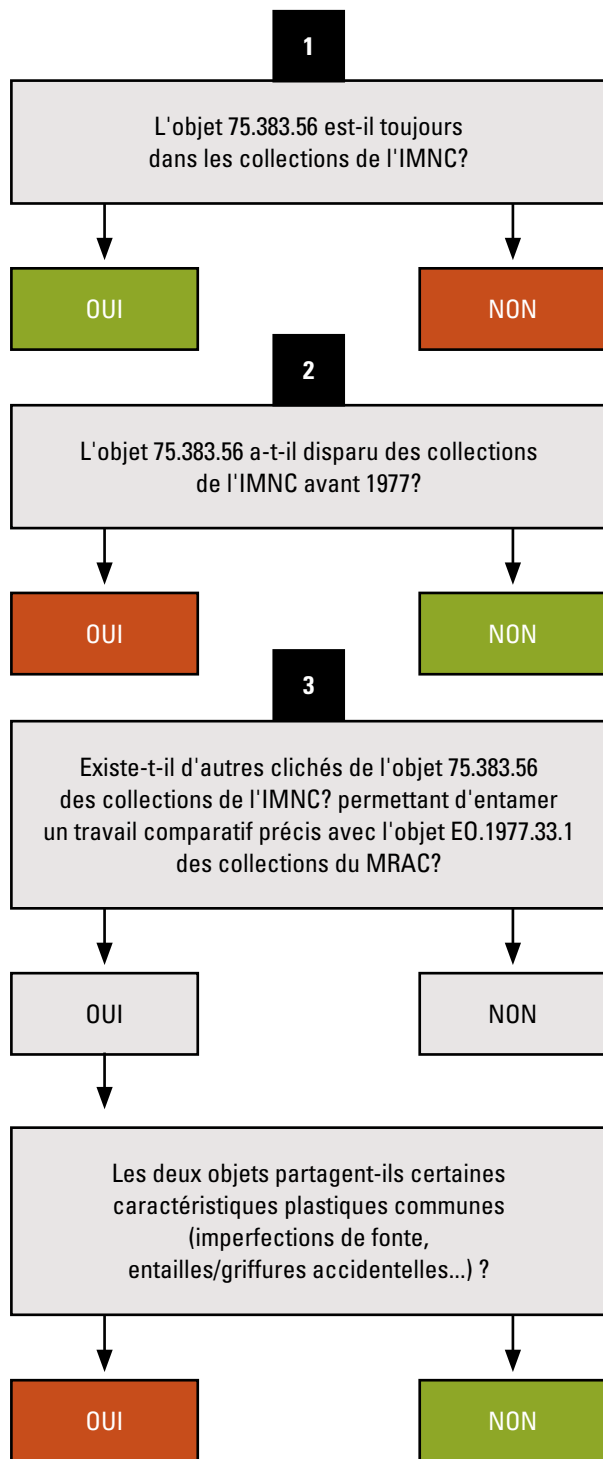 1
L'objet 75.383.56 est-il toujours
dans les collections de l'IMNC?
OUI
NON
2
L'objet 75.383.56 a-t-il disparu des collections
de l'IMNC avant 1977?
OUI
NON
3
Existe-t-il d'autres clichés de l'objet 75.383.56
des collections de l'IMNC? permettant d'entamer
un travail comparatif précis avec l'objet EO.1977.33.1
des collections du MRAC?
OUI
NON
Les deux objets partagent-ils certaines
caractéristiques plastiques communes
(imperfections de fonte,
entailles/griffures accidentelles...) ?
OUI
NON